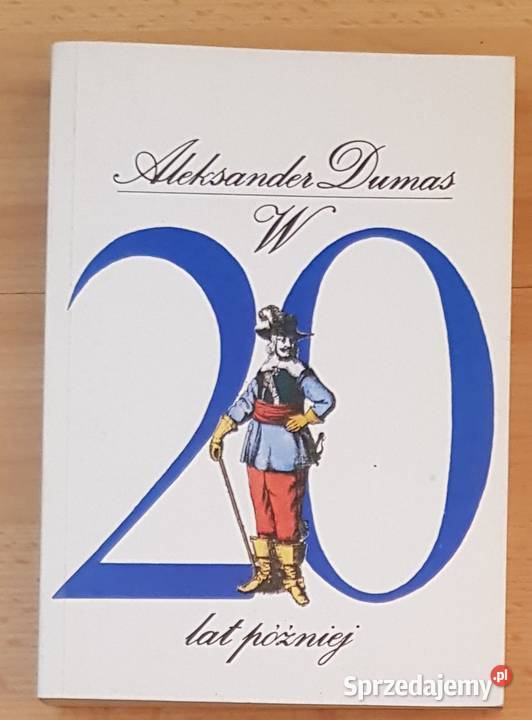 Aleksander Dumas
W
20
lat później
Sprzedajemy.pl